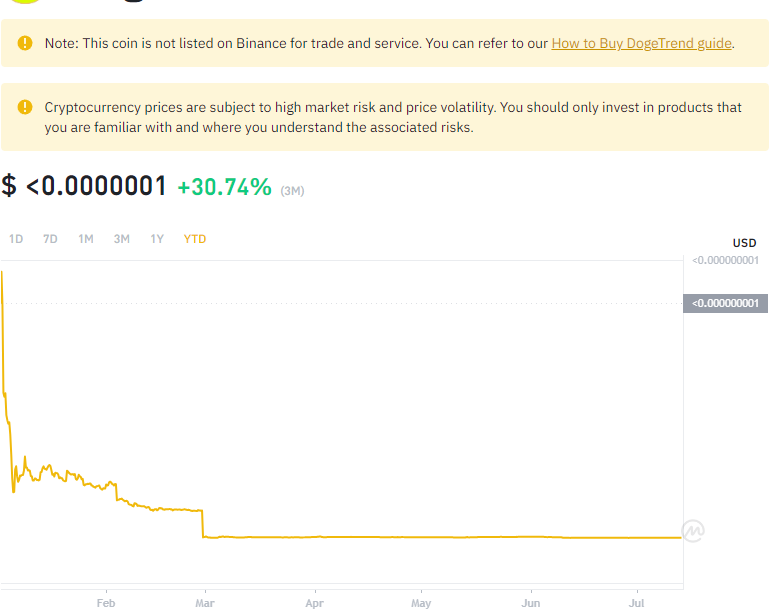 Note: This coin is not listed on Binance for trade and service. You can refer to our How to Buy DogeTrend guide.
Cryptocurrency prices are subject to high market risk and price volatility. You should only invest in products that
you are familiar with and where you understand the associated risks.
$ <0.0000001 +30.74% (3M)
1D 7D 1M 3M 1Y YTD
USD
<0.000000001
<0.000000001
Feb Mar Apr May Jun Jul